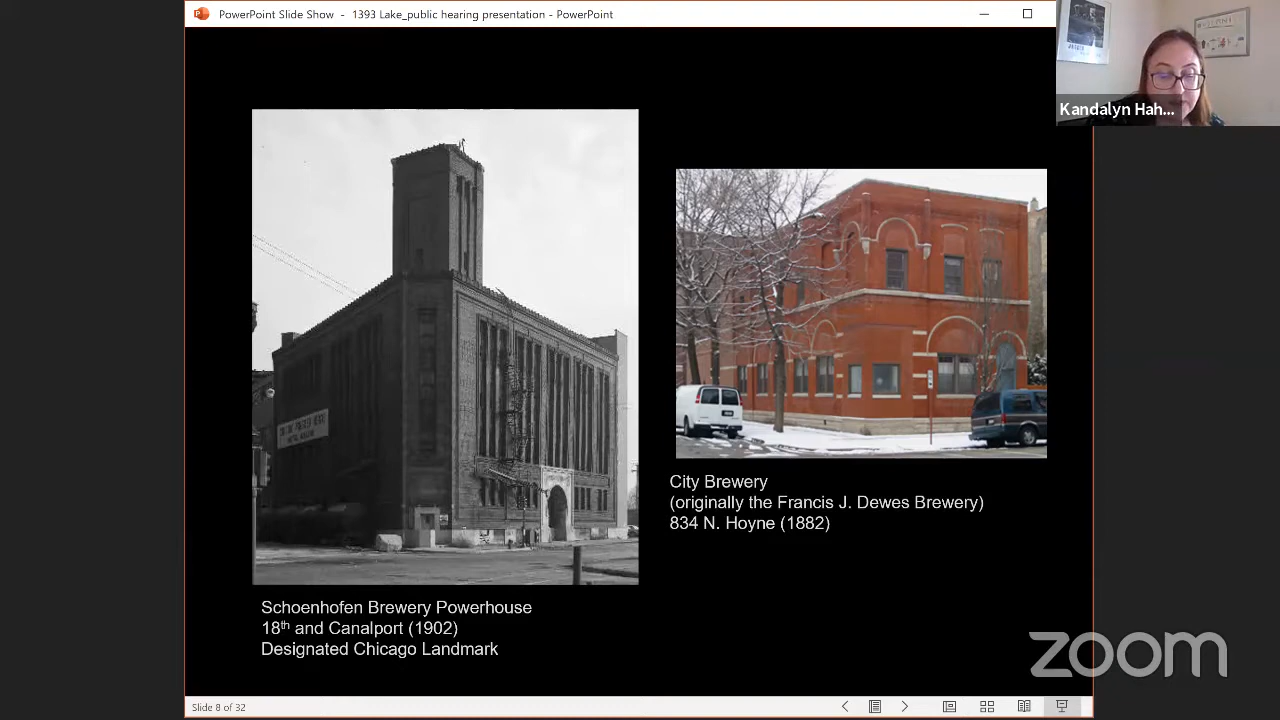 PowerPoint Slide Show - 1393 Lake_public hearing presentation - PowerPoint
Kandalyn Hah...
City Brewery
(originally the Francis J. Dewes Brewery)
834 N. Hoyne (1882)
Schoenhofen Brewery Powerhouse
18th and Canalport (1902)
Designated Chicago Landmark
zoom
Slide 8 of 32